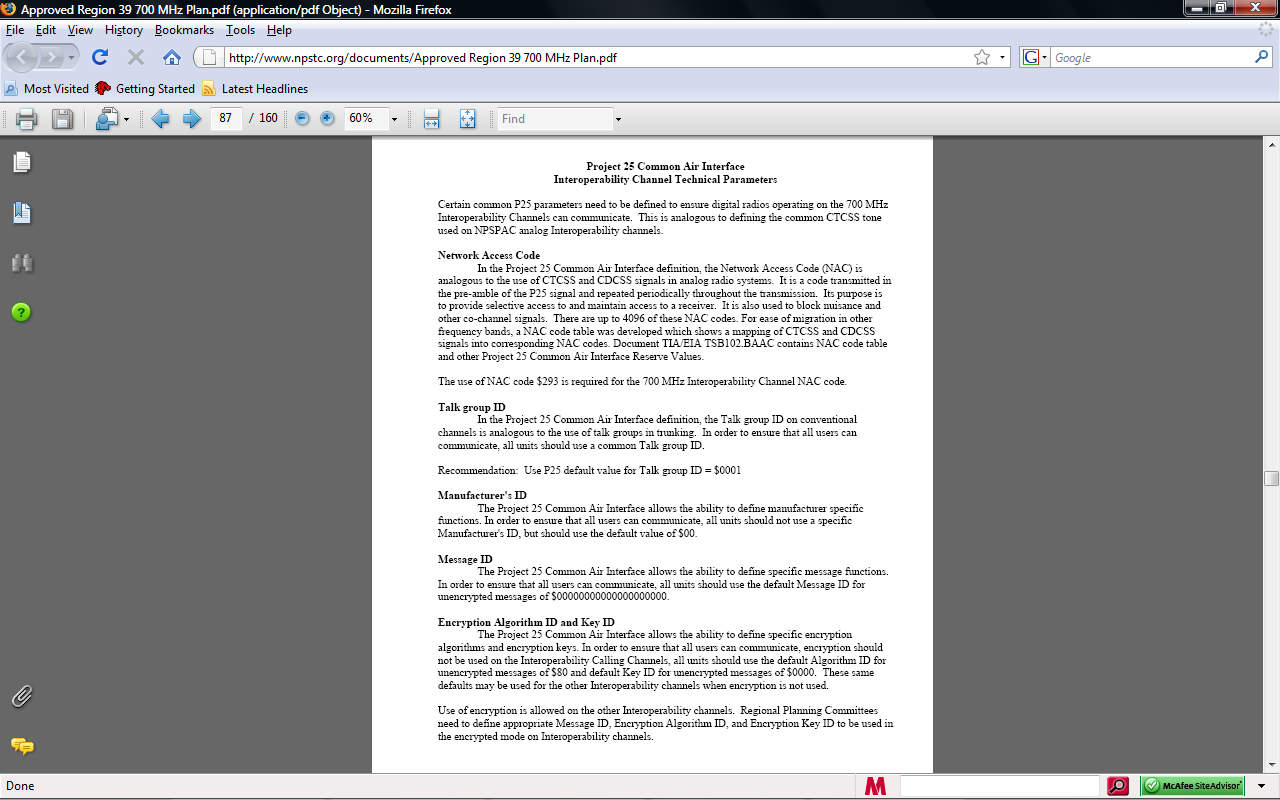 Approved Region 39 700 MHz Plan.pdf (application/pdf Object) - Mozilla Firefox
File Edit View History Bookmarks Tools Help
http://www.npstc.org/documents/Approved Region 39 700 MHz Plan.pdf
G Google
Most Visited Getting Started Latest Headlines
87 / 160 60% Find
Project 25 Common Air Interface
Interoperability Channel Technical Parameters
Certain common P25 parameters need to be defined to ensure digital radios operating on the 700 MHz
Interoperability Channels can communicate. This is analogous to defining the common CTCSS tone
used on NPSPAC analog Interoperability channels.
Network Access Code
In the Project 25 Common Air Interface definition, the Network Access Code (NAC) is
analogous to the use of CTCSS and CDCSS signals in analog radio systems. It is a code transmitted in
the pre-amble of the P25 signal and repeated periodically throughout the transmission. Its purpose is
to provide selective access to and maintain access to a receiver. It is also used to block nuisance and
other co-channel signals. There are up to 4096 of these NAC codes. For ease of migration in other
frequency bands, a NAC code table was developed which shows a mapping of CTCSS and CDCSS
signals into corresponding NAC codes. Document TIA/EIA TSB102.BAAC contains NAC code table
and other Project 25 Common Air Interface Reserve Values.
The use of NAC code $293 is required for the 700 MHz Interoperability Channel NAC code.
Talk group ID
In the Project 25 Common Air Interface definition, the Talk group ID on conventional
channels is analogous to the use of talk groups in trunking. In order to ensure that all users can
communicate, all units should use a common Talk group ID.
Recommendation: Use P25 default value for Talk group ID = $0001
Manufacturer's ID
The Project 25 Common Air Interface allows the ability to define manufacturer specific
functions. In order to ensure that all users can communicate, all units should not use a specific
Manufacturer's ID, but should use the default value of $00.
Message ID
The Project 25 Common Air Interface allows the ability to define specific message functions.
In order to ensure that all users can communicate, all units should use the default Message ID for
unencrypted messages of $000000000000000000.
Encryption Algorithm ID and Key ID
The Project 25 Common Air Interface allows the ability to define specific encryption
algorithms and encryption keys. In order to ensure that all users can communicate, encryption should
not be used on the Interoperability Calling Channels, all units should use the default Algorithm ID for
unencrypted messages of $80 and default Key ID for unencrypted messages of $0000. These same
defaults may be used for the other Interoperability channels when encryption is not used.
Use of encryption is allowed on the other Interoperability channels. Regional Planning Committees
need to define appropriate Message ID, Encryption Algorithm ID, and Encryption Key ID to be used in
the encrypted mode on Interoperability channels.
Done
McAfee SiteAdvisor